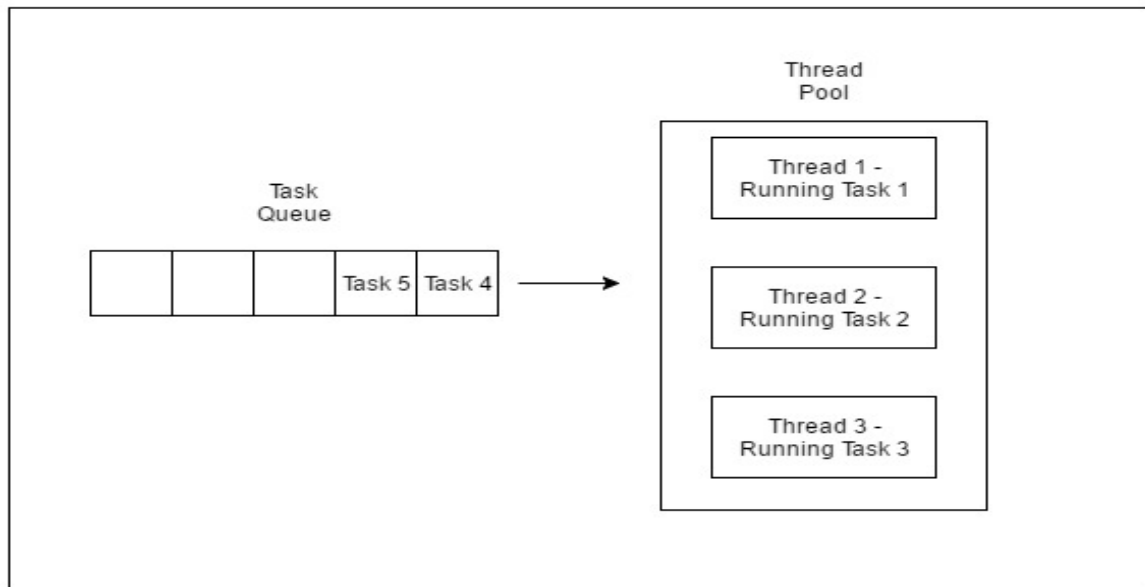 Thread
Pool
Thread 1 -
Running Task 1
Task
Queue
Task 5
Task 4
Thread 2 -
Running Task 2
Thread 3 -
Running Task 3